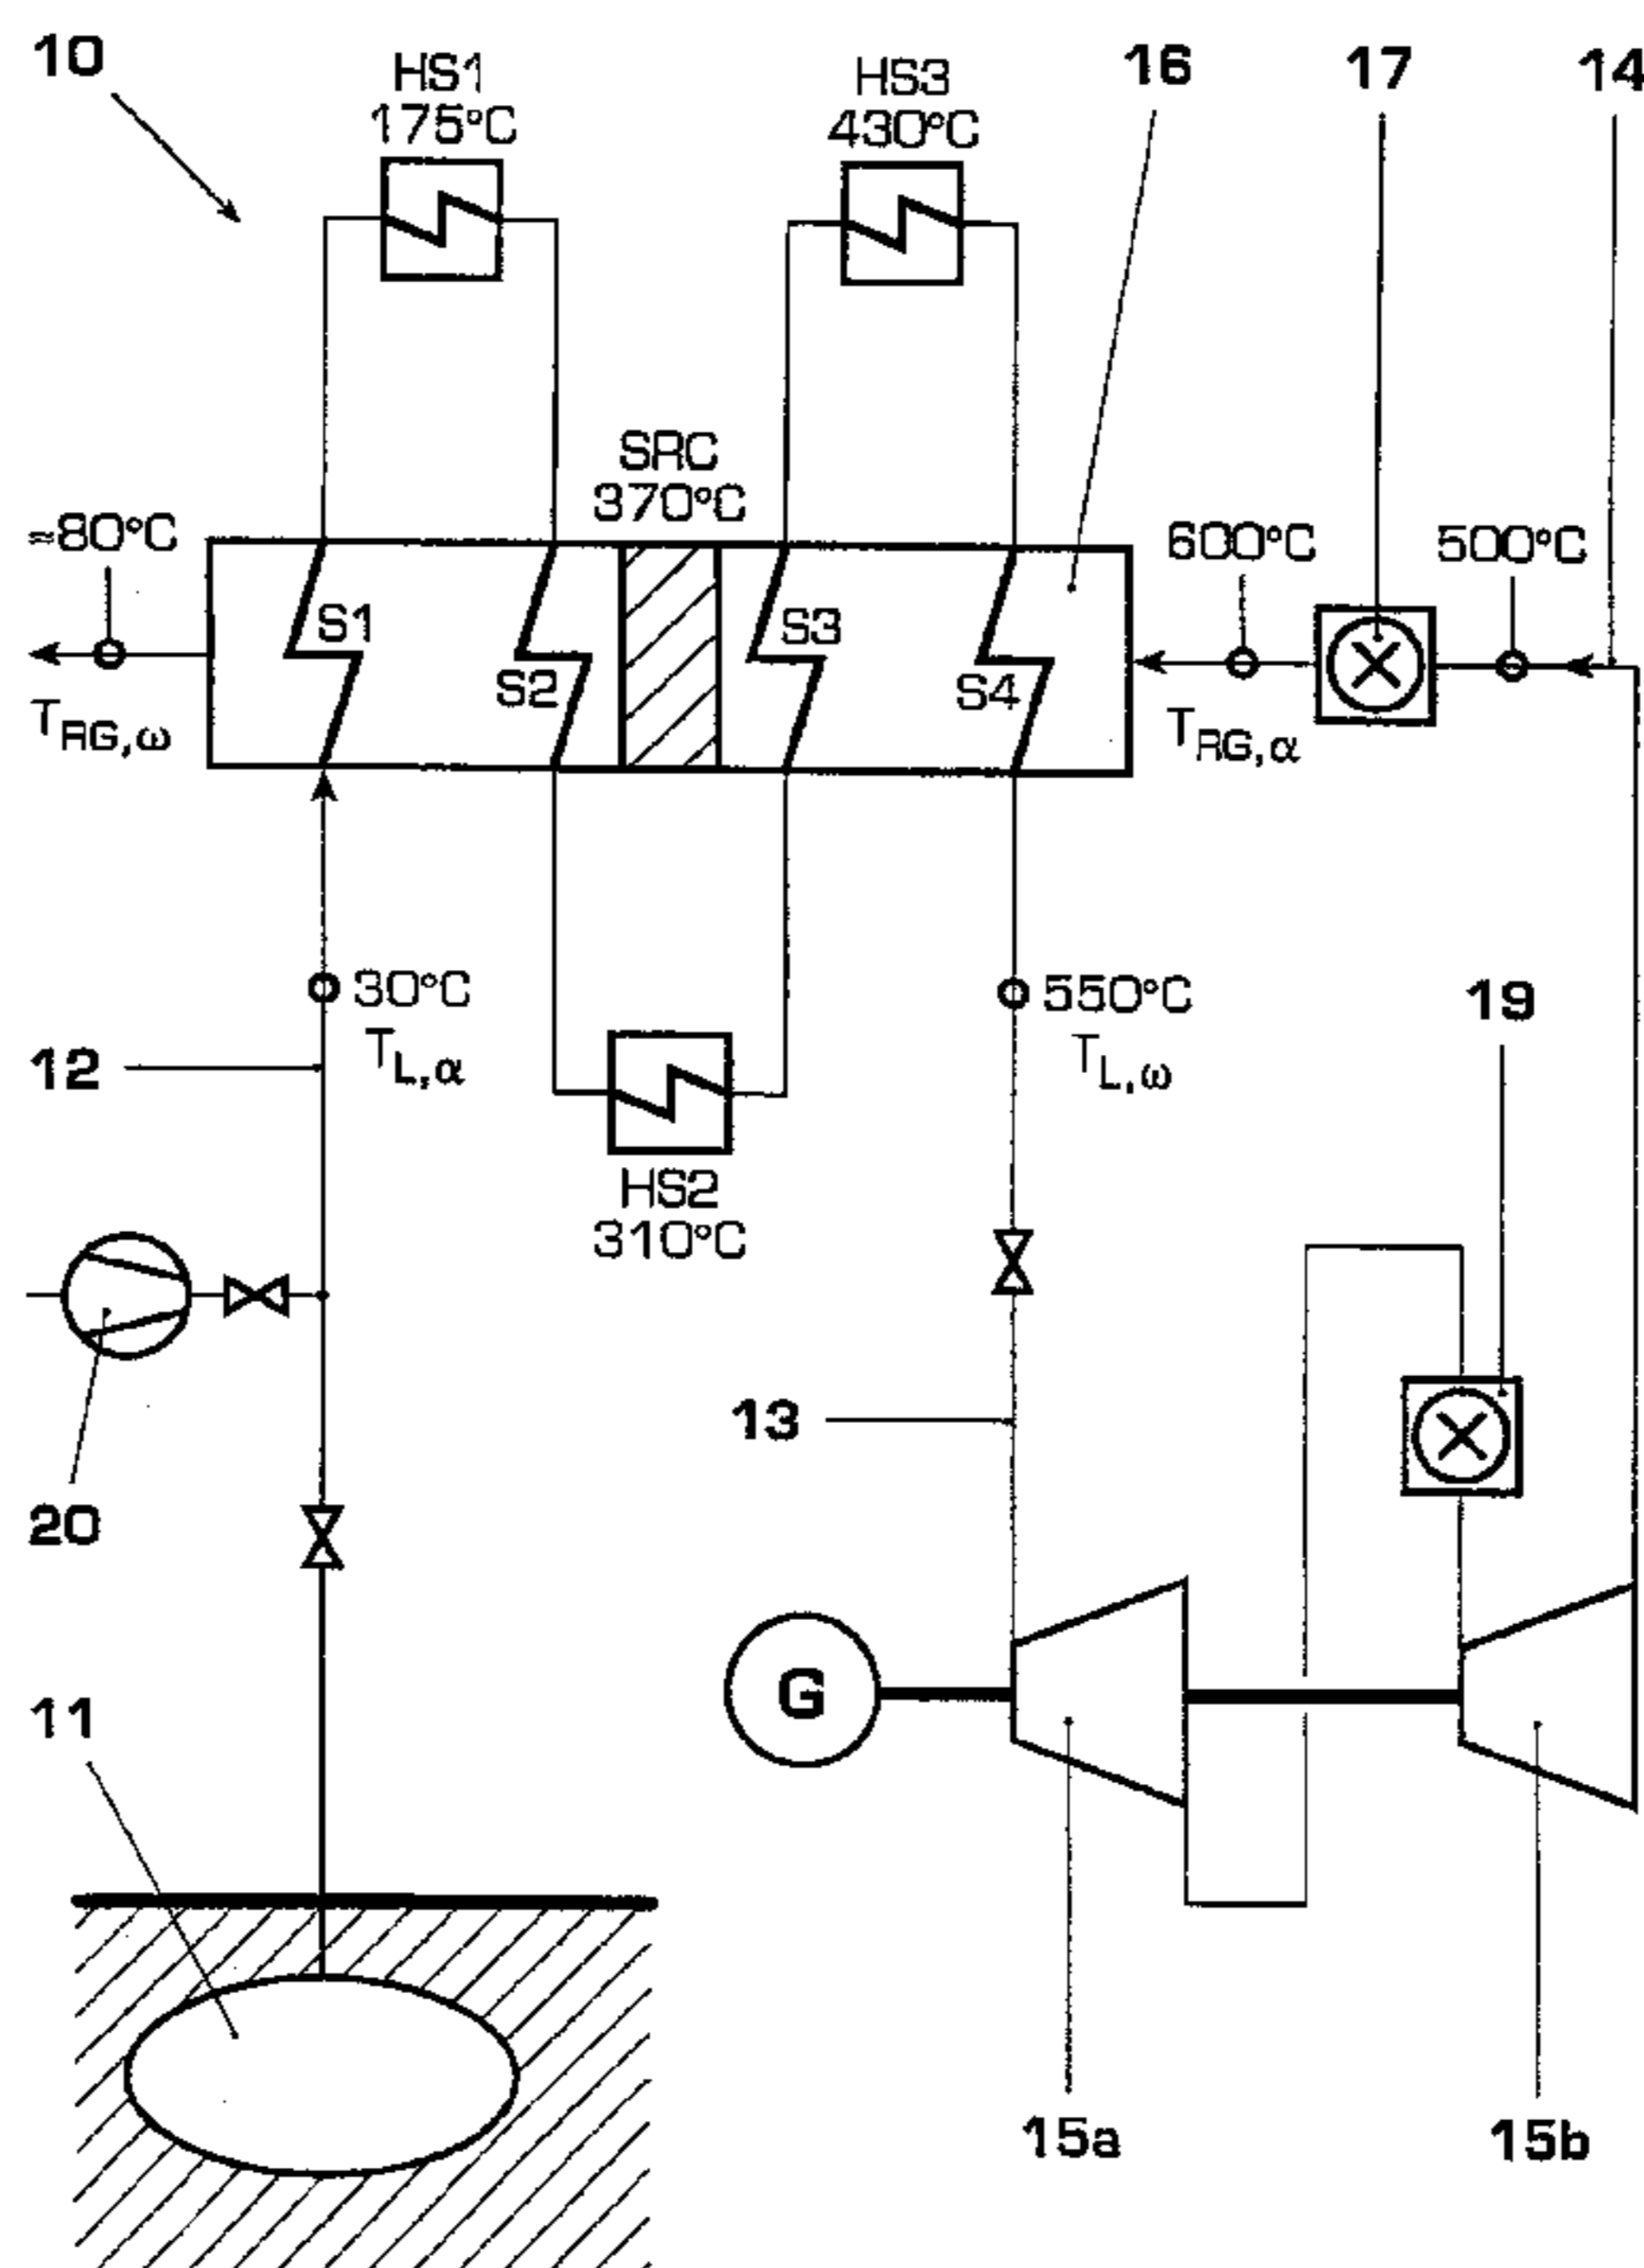 10
HS1
175°C
HS3
430°C
16
17
14
SRC
370°C
≈80°C
600°C
500°C
S1
S2
S3
S4
T_RG,ω
T_RG,α
30°C
T_L,α
550°C
T_L,ω
19
12
HS2
310°C
13
20
G
11
15a
15b